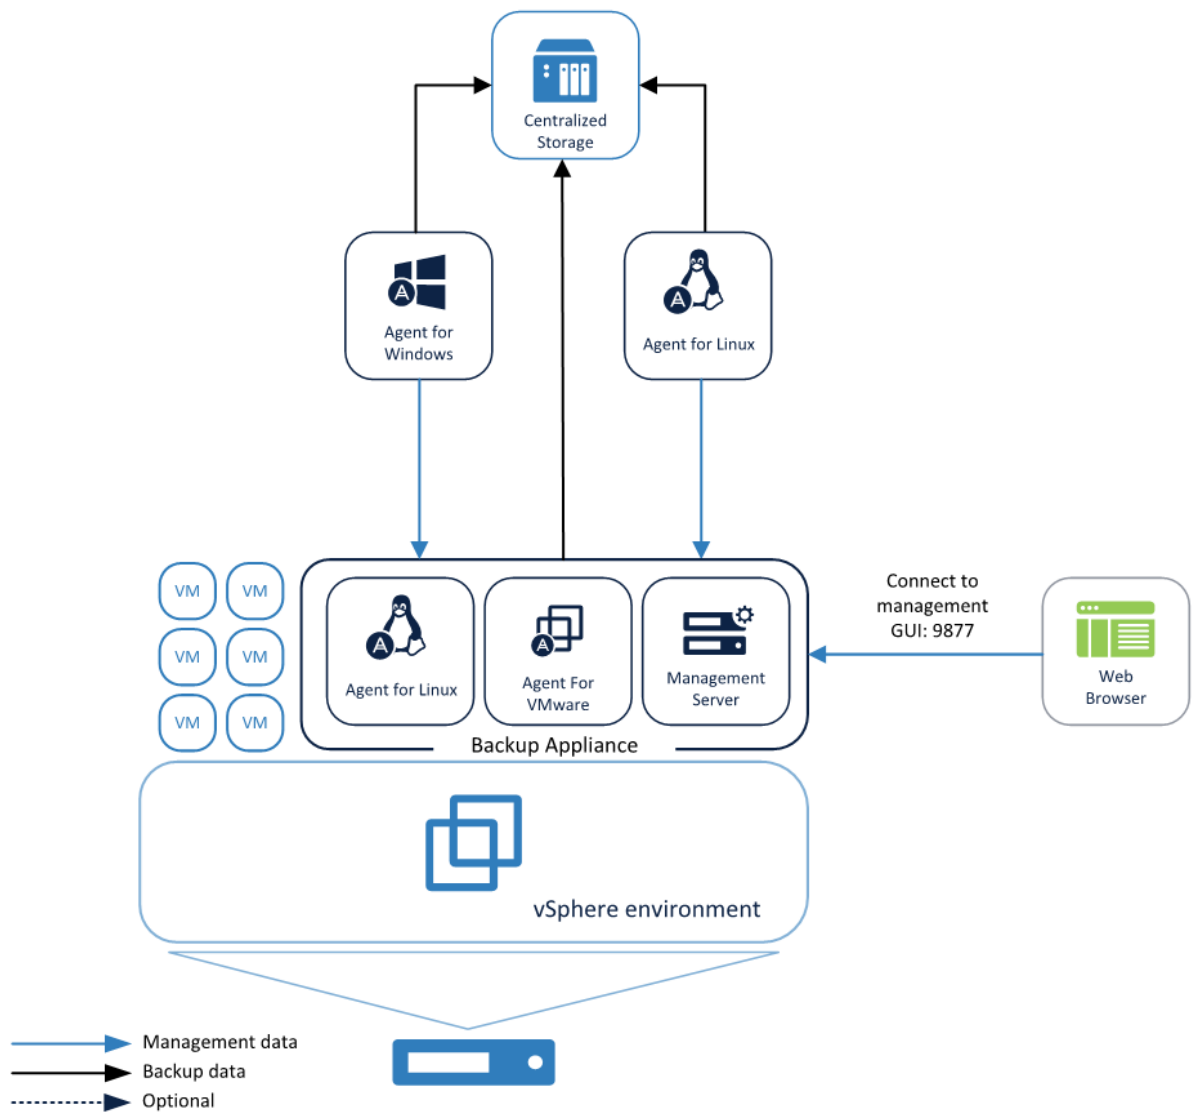 Centralized
Storage
Agent for
Windows
Agent for Linux
VM VM
VM VM
VM VM
Agent for Linux
Agent For
VMware
Management
Server
Backup Appliance
Connect to
management
GUI: 9877
Web
Browser
vSphere environment
Management data
Backup data
Optional